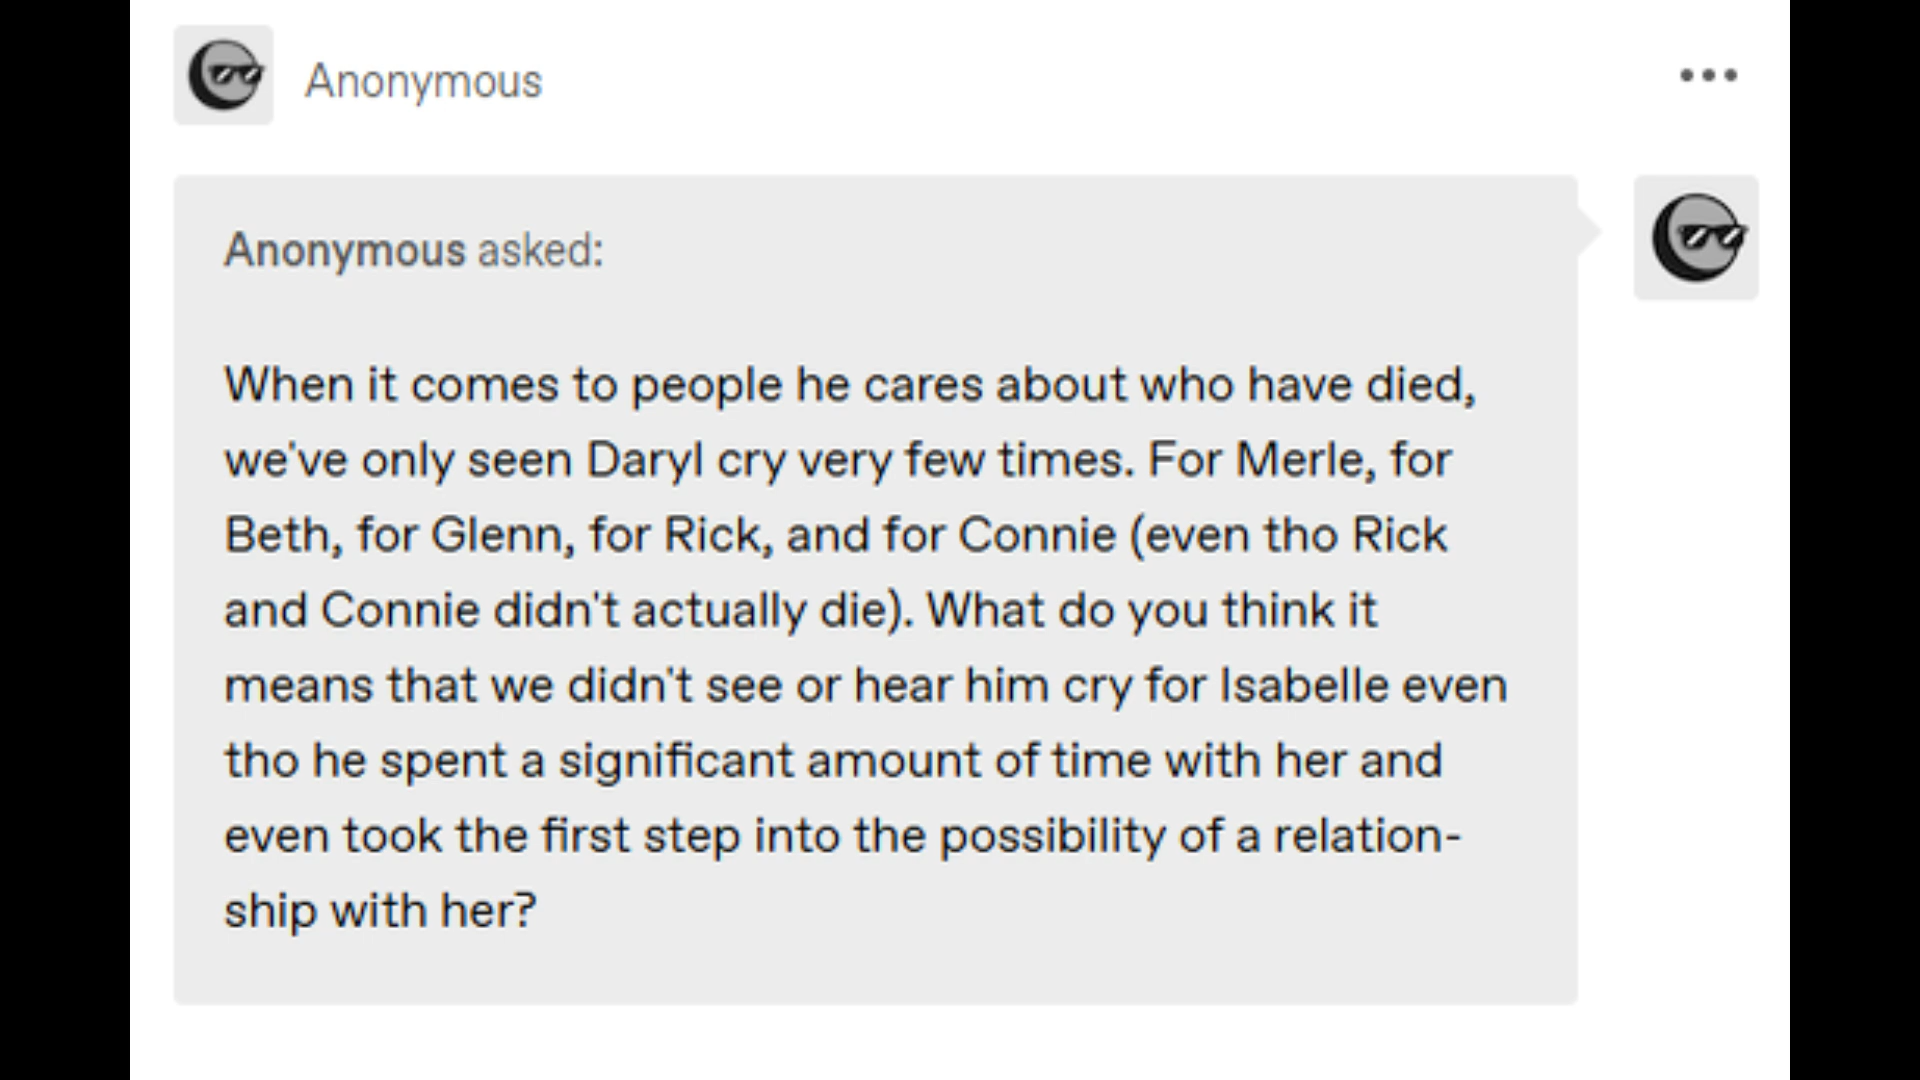 Anonymous
Anonymous asked:
When it comes to people he cares about who have died,
we've only seen Daryl cry very few times. For Merle, for
Beth, for Glenn, for Rick, and for Connie (even tho Rick
and Connie didn't actually die). What do you think it
means that we didn't see or hear him cry for Isabelle even
tho he spent a significant amount of time with her and
even took the first step into the possibility of a relation-
ship with her?